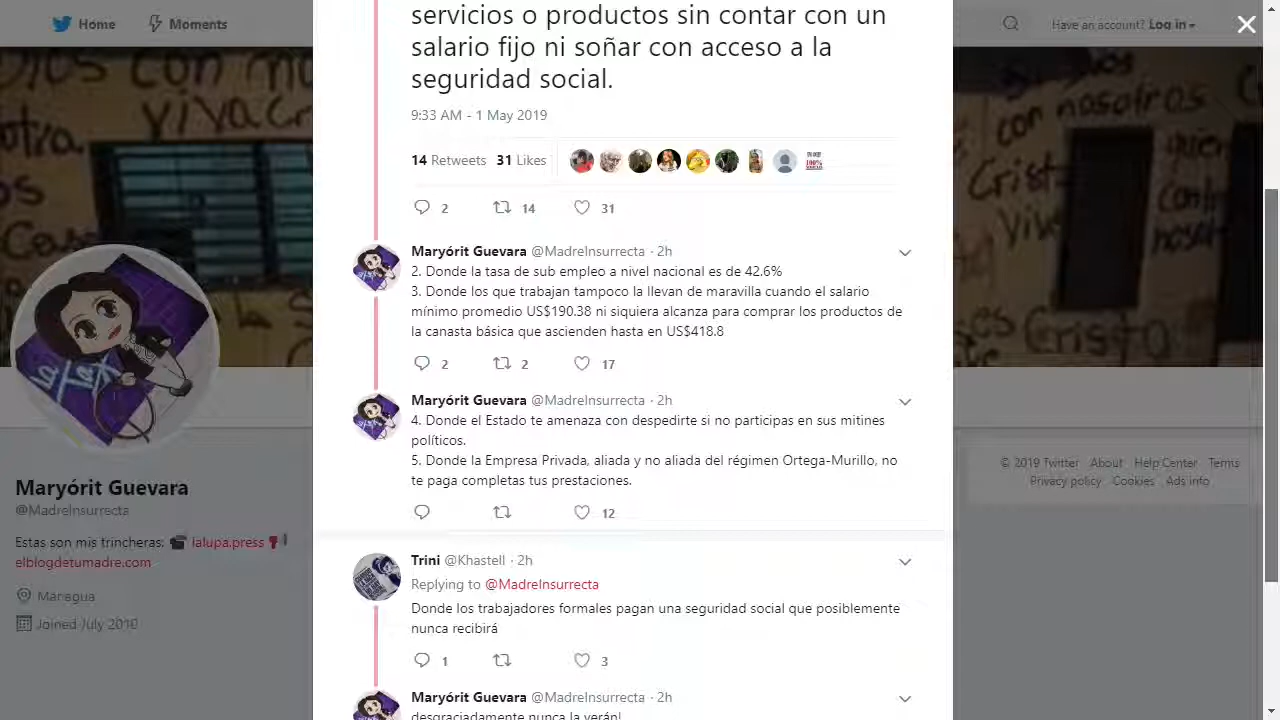 Home
Moments
Have an account? Log in
servicios o productos sin contar con un
salario fijo ni soñar con acceso a la
seguridad social.
9:33 AM - 1 May 2019
14 Retweets 31 Likes
2 14 31
Maryórit Guevara @MadreInsurrecta · 2h
2. Donde la tasa de sub empleo a nivel nacional es de 42.6%
3. Donde los que trabajan tampoco la llevan de maravilla cuando el salario
mínimo promedio US$190.38 ni siquiera alcanza para comprar los productos de
la canasta básica que ascienden hasta en US$418.8
2 2 17
Maryórit Guevara @MadreInsurrecta · 2h
4. Donde el Estado te amenaza con despedirte si no participas en sus mitines
políticos.
5. Donde la Empresa Privada, aliada y no aliada del régimen Ortega-Murillo, no
te paga completas tus prestaciones.
12
Trini @Khastell · 2h
Replying to @MadreInsurrecta
Donde los trabajadores formales pagan una seguridad social que posiblemente
nunca recibirá
1 3
Maryórit Guevara @MadreInsurrecta · 2h
desgraciadamente nunca la verán!
Maryórit Guevara
@MadreInsurrecta
Estas son mis trincheras: lalupa.press
elblogdetumadre.com
Managua
Joined July 2010
© 2019 Twitter About Help Center Terms
Privacy policy Cookies Ads info